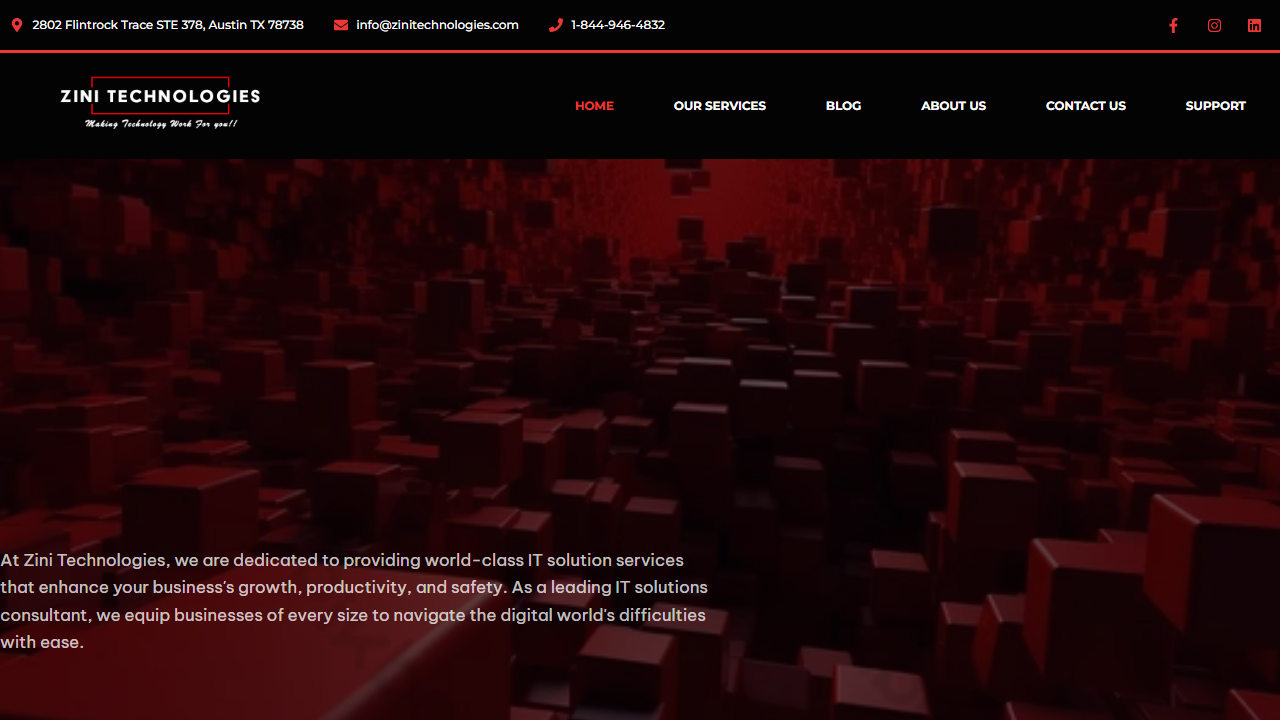 2802 Flintrock Trace STE 378, Austin TX 78738
info@zinitechnologies.com
1-844-946-4832
ZINI TECHNOLOGIES
Making Technology Work For you!!
HOME
OUR SERVICES
BLOG
ABOUT US
CONTACT US
SUPPORT
At Zini Technologies, we are dedicated to providing world-class IT solution services
that enhance your business's growth, productivity, and safety. As a leading IT solutions
consultant, we equip businesses of every size to navigate the digital world's difficulties
with ease.